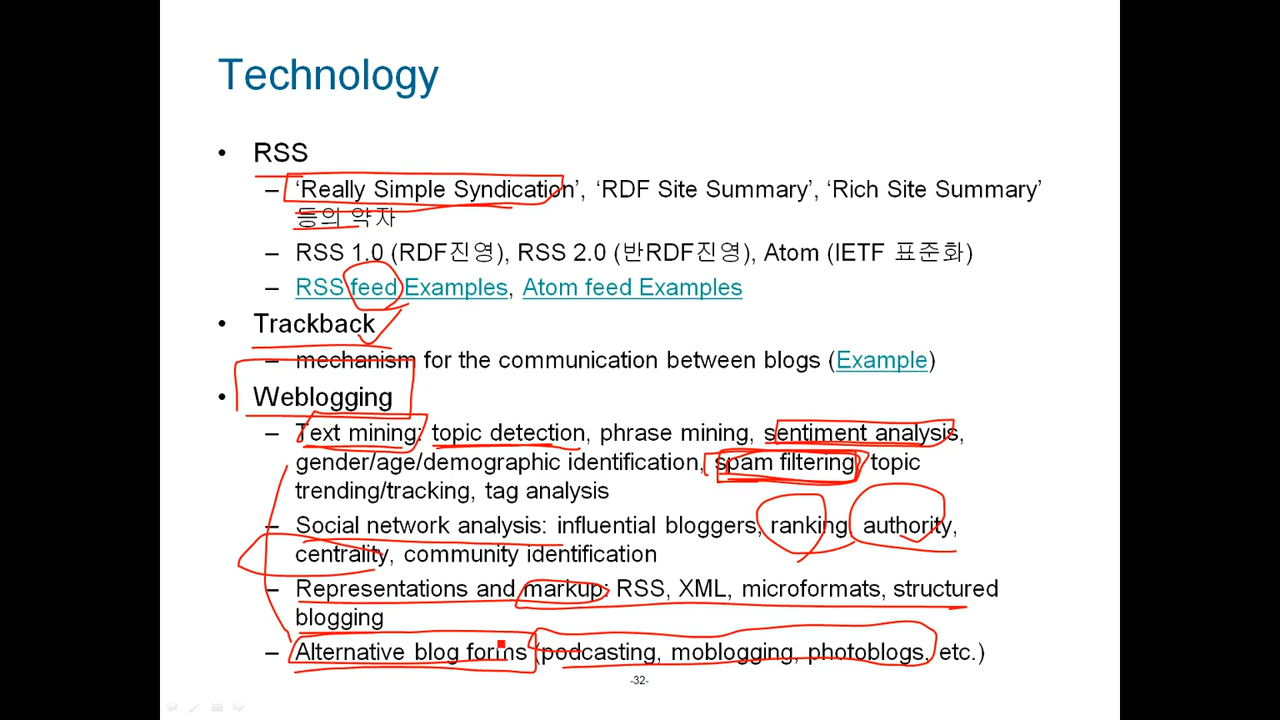 Technology
• RSS
– ‘Really Simple Syndication’, ‘RDF Site Summary’, ‘Rich Site Summary’
등의 약자
– RSS 1.0 (RDF진영), RSS 2.0 (반RDF진영), Atom (IETF 표준화)
– RSS feed Examples, Atom feed Examples
• Trackback
– mechanism for the communication between blogs (Example)
• Weblogging
– Text mining: topic detection, phrase mining, sentiment analysis,
gender/age/demographic identification, spam filtering, topic
trending/tracking, tag analysis
– Social network analysis: influential bloggers, ranking, authority,
centrality, community identification
– Representations and markup: RSS, XML, microformats, structured
blogging
– Alternative blog forms (podcasting, moblogging, photoblogs, etc.)
-32-